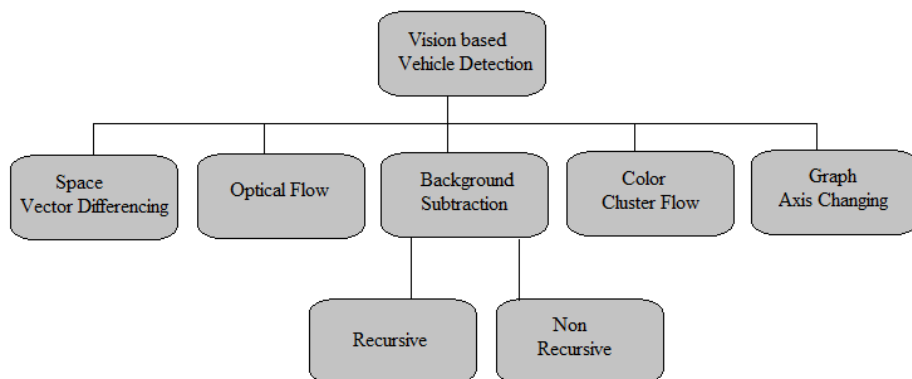 Vision based
Vehicle Detection
Space
Vector Differencing
Optical Flow
Background
Subtraction
Color
Cluster Flow
Graph
Axis Changing
Recursive
Non
Recursive